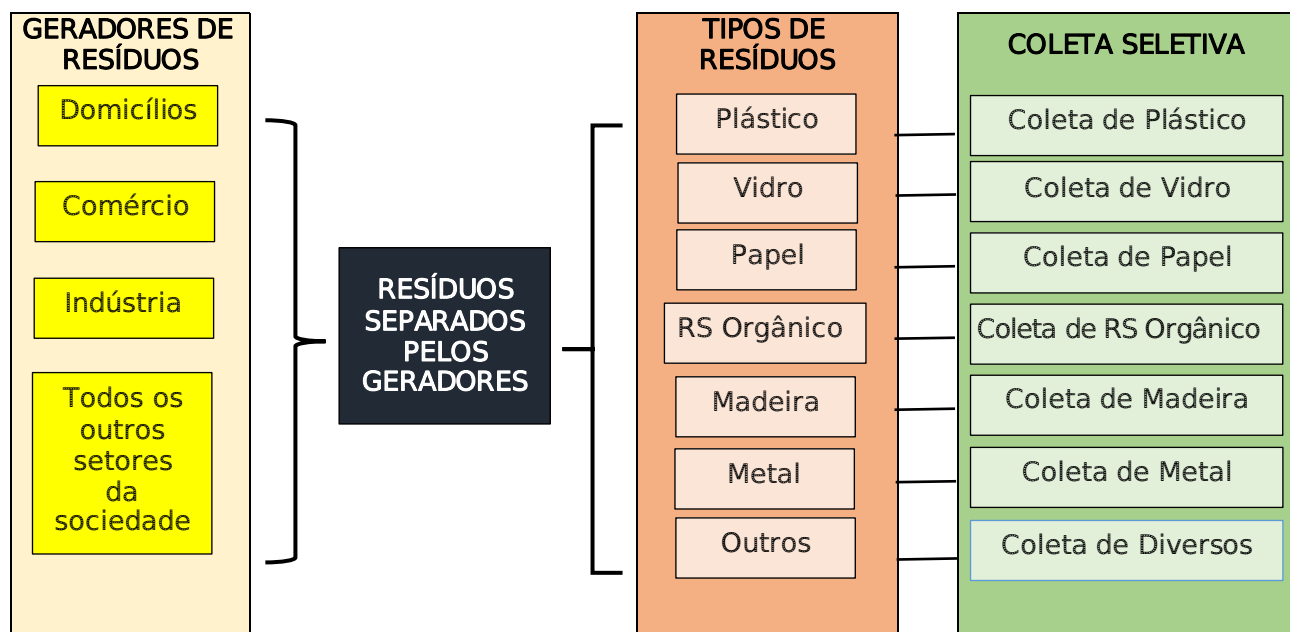 GERADORES DE
RESÍDUOS
Domicílios
Comércio
Indústria
Todos os
outros
setores
da
sociedade
RESÍDUOS
SEPARADOS
PELOS
GERADORES
TIPOS DE
RESÍDUOS
Plástico
Vidro
Papel
RS Orgânico
Madeira
Metal
Outros
COLETA SELETIVA
Coleta de Plástico
Coleta de Vidro
Coleta de Papel
Coleta de RS Orgânico
Coleta de Madeira
Coleta de Metal
Coleta de Diversos